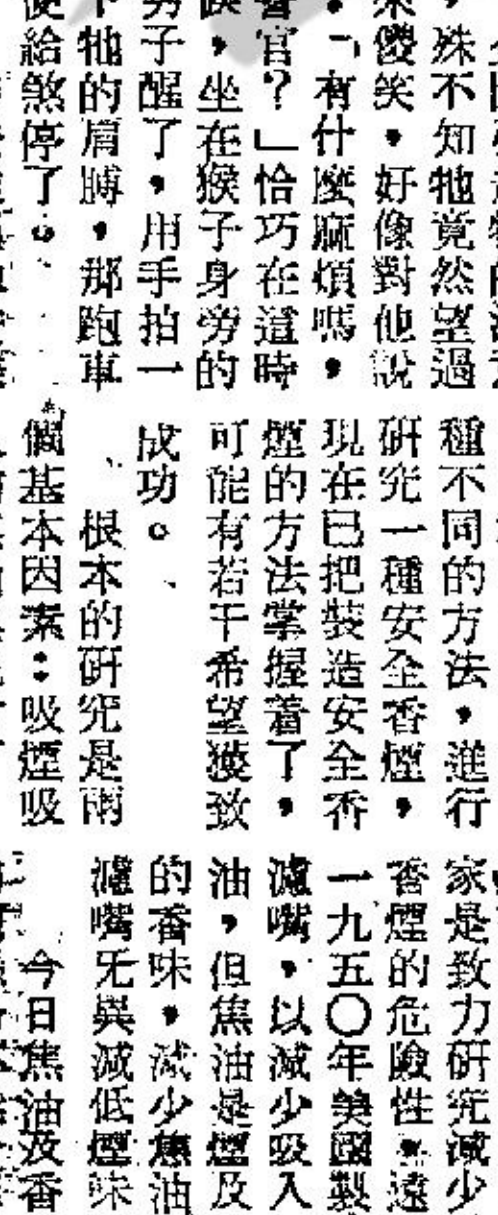 殊不知牠竟然望過
來傻笑，好像對他說
：「有什麼麻煩嗎，
警官？」恰巧在這時
，坐在猴子身旁的
男子醒了，用手拍一
下牠的肩膊，那跑車
便給煞停了。
種不同的方法，進行
研究一種安全香煙，
現在已把裝造安全香
煙的方法掌握着了，
可能有若干希望獲致
成功。
根本的研究是兩
個基本因素：吸煙吸
家是致力研究減少
香煙的危險性。遠
一九五〇年美國製
濾嘴，以減少吸入
油，但焦油是煙及
的香味，減少焦油
濾嘴无與減低煙味
今日焦油及香